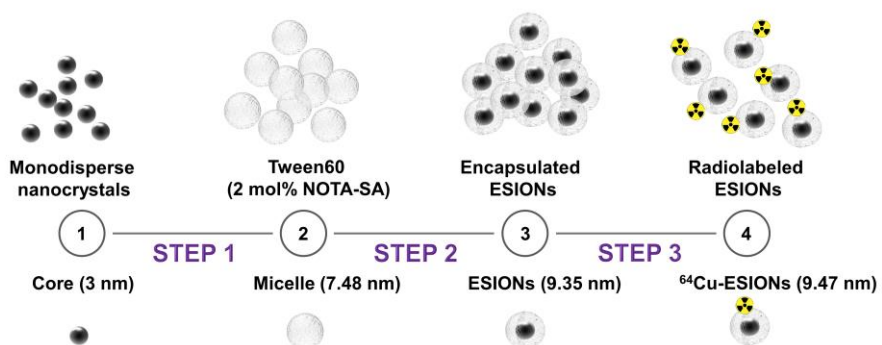 Monodisperse
nanocrystals
Tween60
(2 mol% NOTA-SA)
Encapsulated
ESIONs
Radiolabeled
ESIONs
1
2
3
4
STEP 1
STEP 2
STEP 3
Core (3 nm)
Micelle (7.48 nm)
ESIONs (9.35 nm)
⁶⁴Cu-ESIONs (9.47 nm)